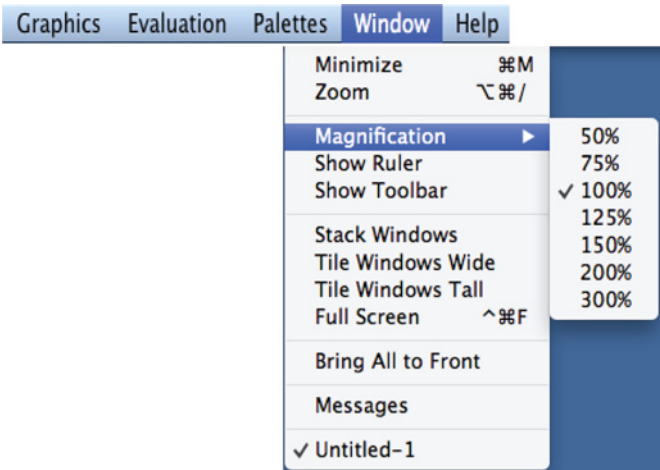 Graphics Evaluation Palettes Window Help
Minimize ⌘M
Zoom ⌥⌘/
Magnification ▶
Show Ruler
Show Toolbar
Stack Windows
Tile Windows Wide
Tile Windows Tall
Full Screen ^⌘F
Bring All to Front
Messages
✓ Untitled-1
50%
75%
✓ 100%
125%
150%
200%
300%